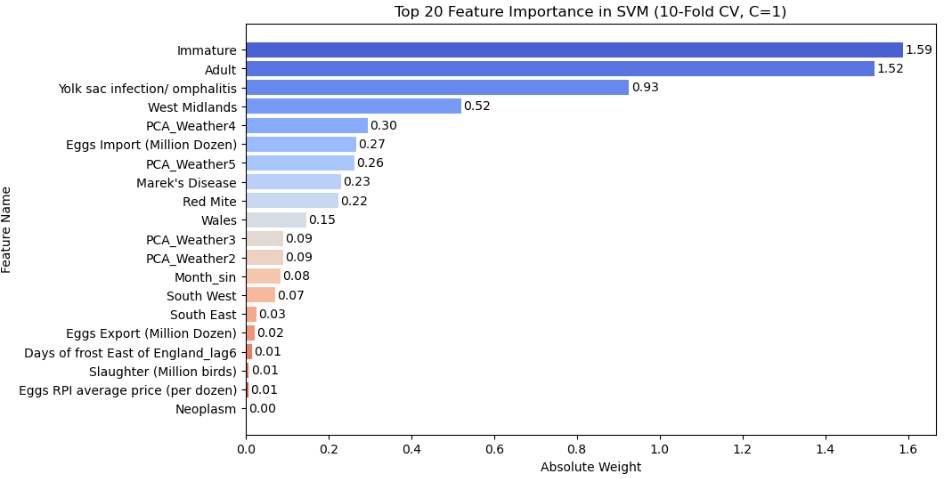 Top 20 Feature Importance in SVM (10-Fold CV, C=1)
Feature Name
Immature 1.59
Adult 1.52
Yolk sac infection/ omphalitis 0.93
West Midlands 0.52
PCA_Weather4 0.30
Eggs Import (Million Dozen) 0.27
PCA_Weather5 0.26
Marek's Disease 0.23
Red Mite 0.22
Wales 0.15
PCA_Weather3 0.09
PCA_Weather2 0.09
Month_sin 0.08
South West 0.07
South East 0.03
Eggs Export (Million Dozen) 0.02
Days of frost East of England_lag6 0.01
Slaughter (Million birds) 0.01
Eggs RPI average price (per dozen) 0.01
Neoplasm 0.00
0.0 0.2 0.4 0.6 0.8 1.0 1.2 1.4 1.6
Absolute Weight